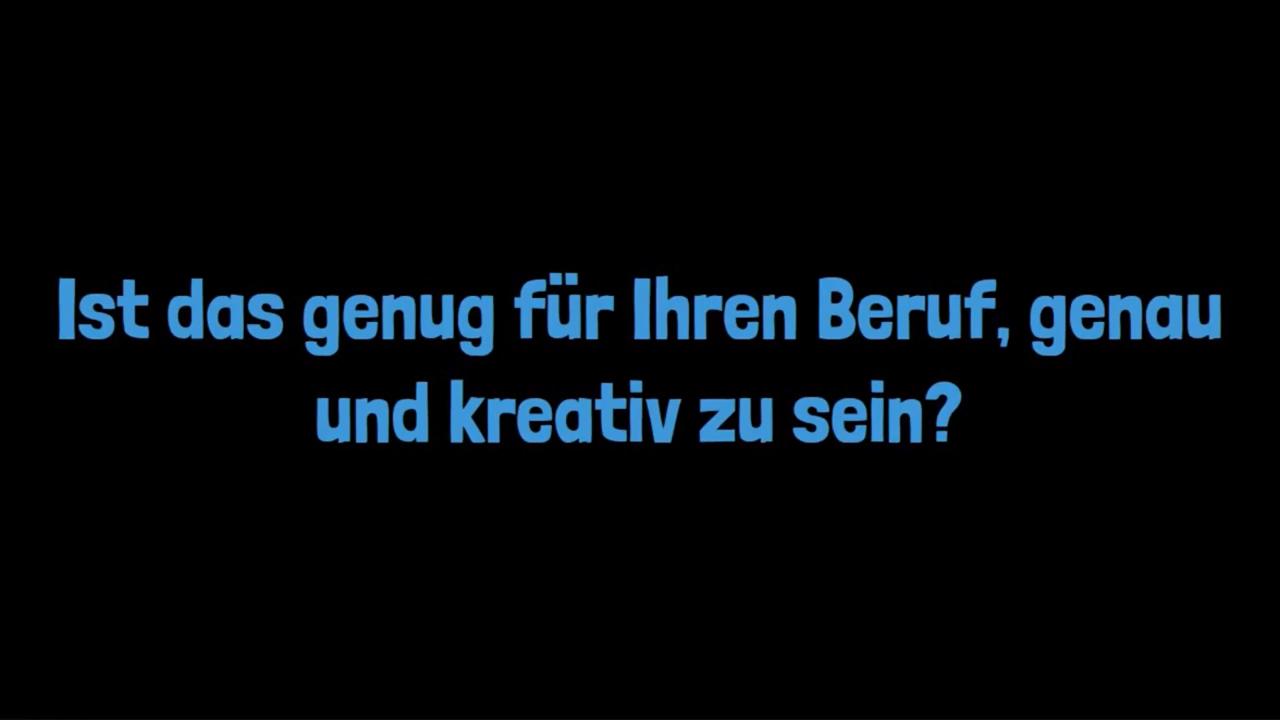 Ist das genug für Ihren Beruf, genau
und kreativ zu sein?